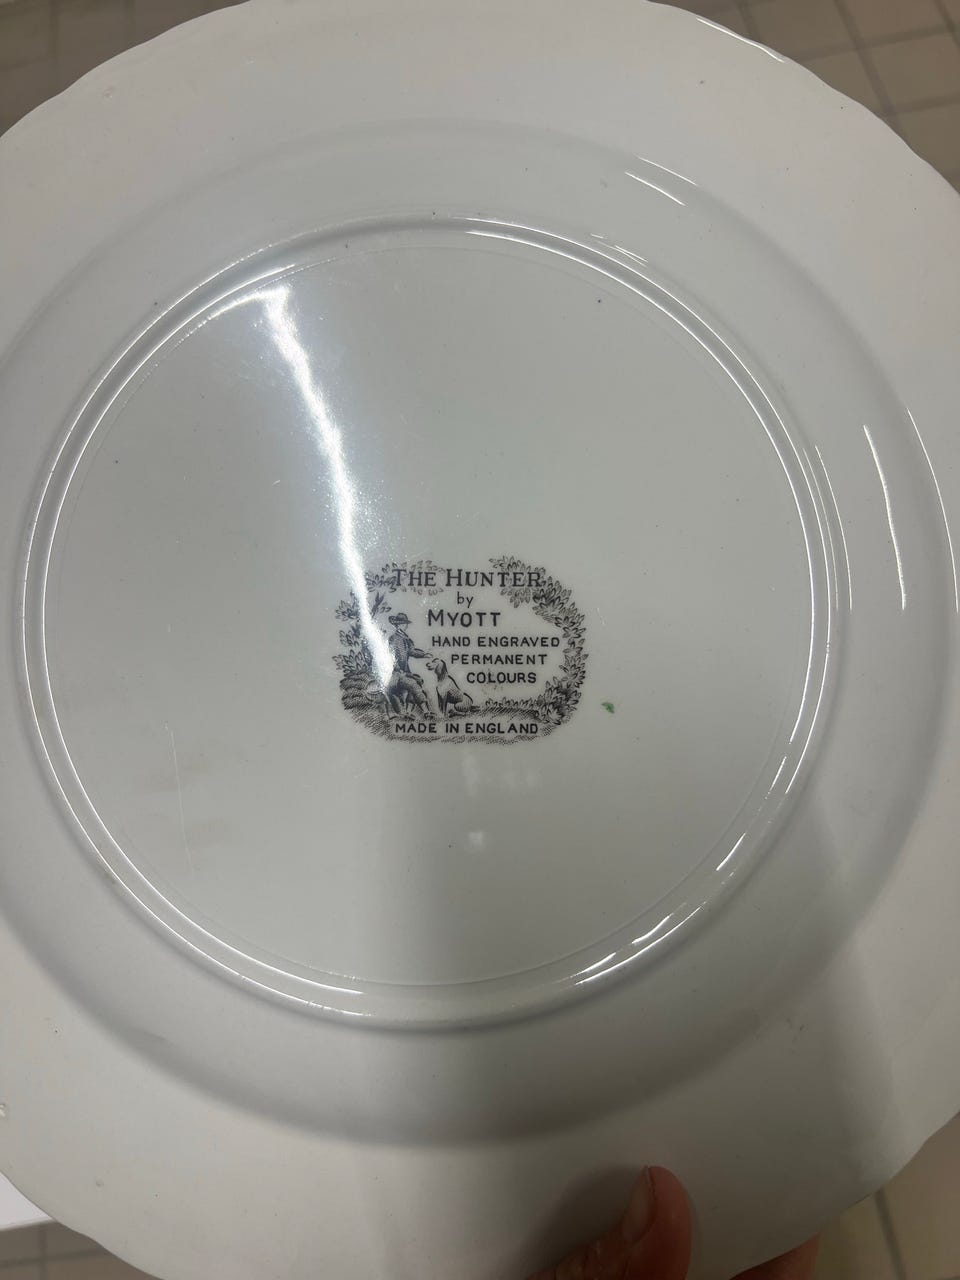 THE HUNTER
by
MYOTT
HAND ENGRAVED
PERMANENT
COLOURS
MADE IN ENGLAND